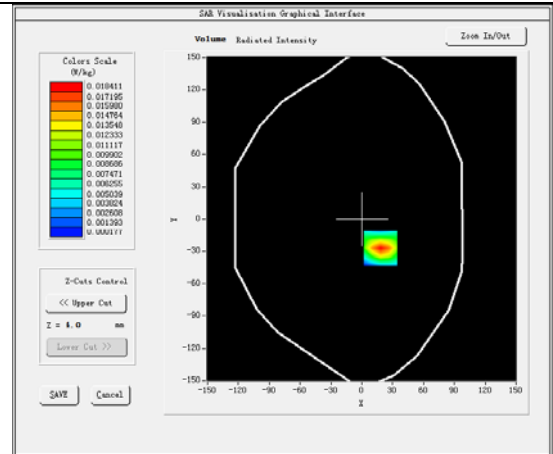 SAR Visualisation Graphical Interface
Volume Radiated Intensity
Zoom In/Out
Colors Scale
(W/kg)
0.018411
0.017195
0.015980
0.014764
0.013548
0.012333
0.011117
0.009902
0.008686
0.007471
0.006255
0.005039
0.003824
0.002608
0.001393
0.000177
Z-Cuts Control
<< Upper Cut
Z = 4.0 mm
Lower Cut >>
SAVE
Cancel
150
120
90
60
30
0
-30
-60
-90
-120
-150
Y
-150 -120 -90 -60 -30 0 30 60 90 120 150
X